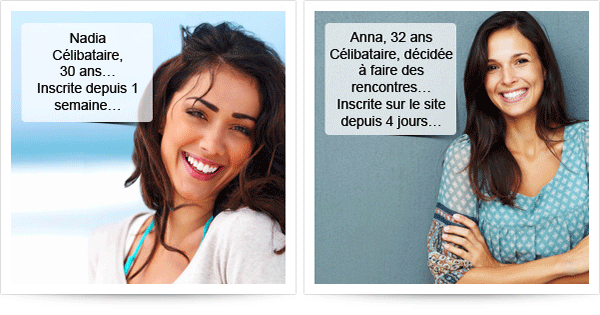 Nadia
Célibataire,
30 ans…
Inscrite depuis 1
semaine…
Anna, 32 ans
Célibataire, décidée
à faire des
rencontres…
Inscrite sur le site
depuis 4 jours…